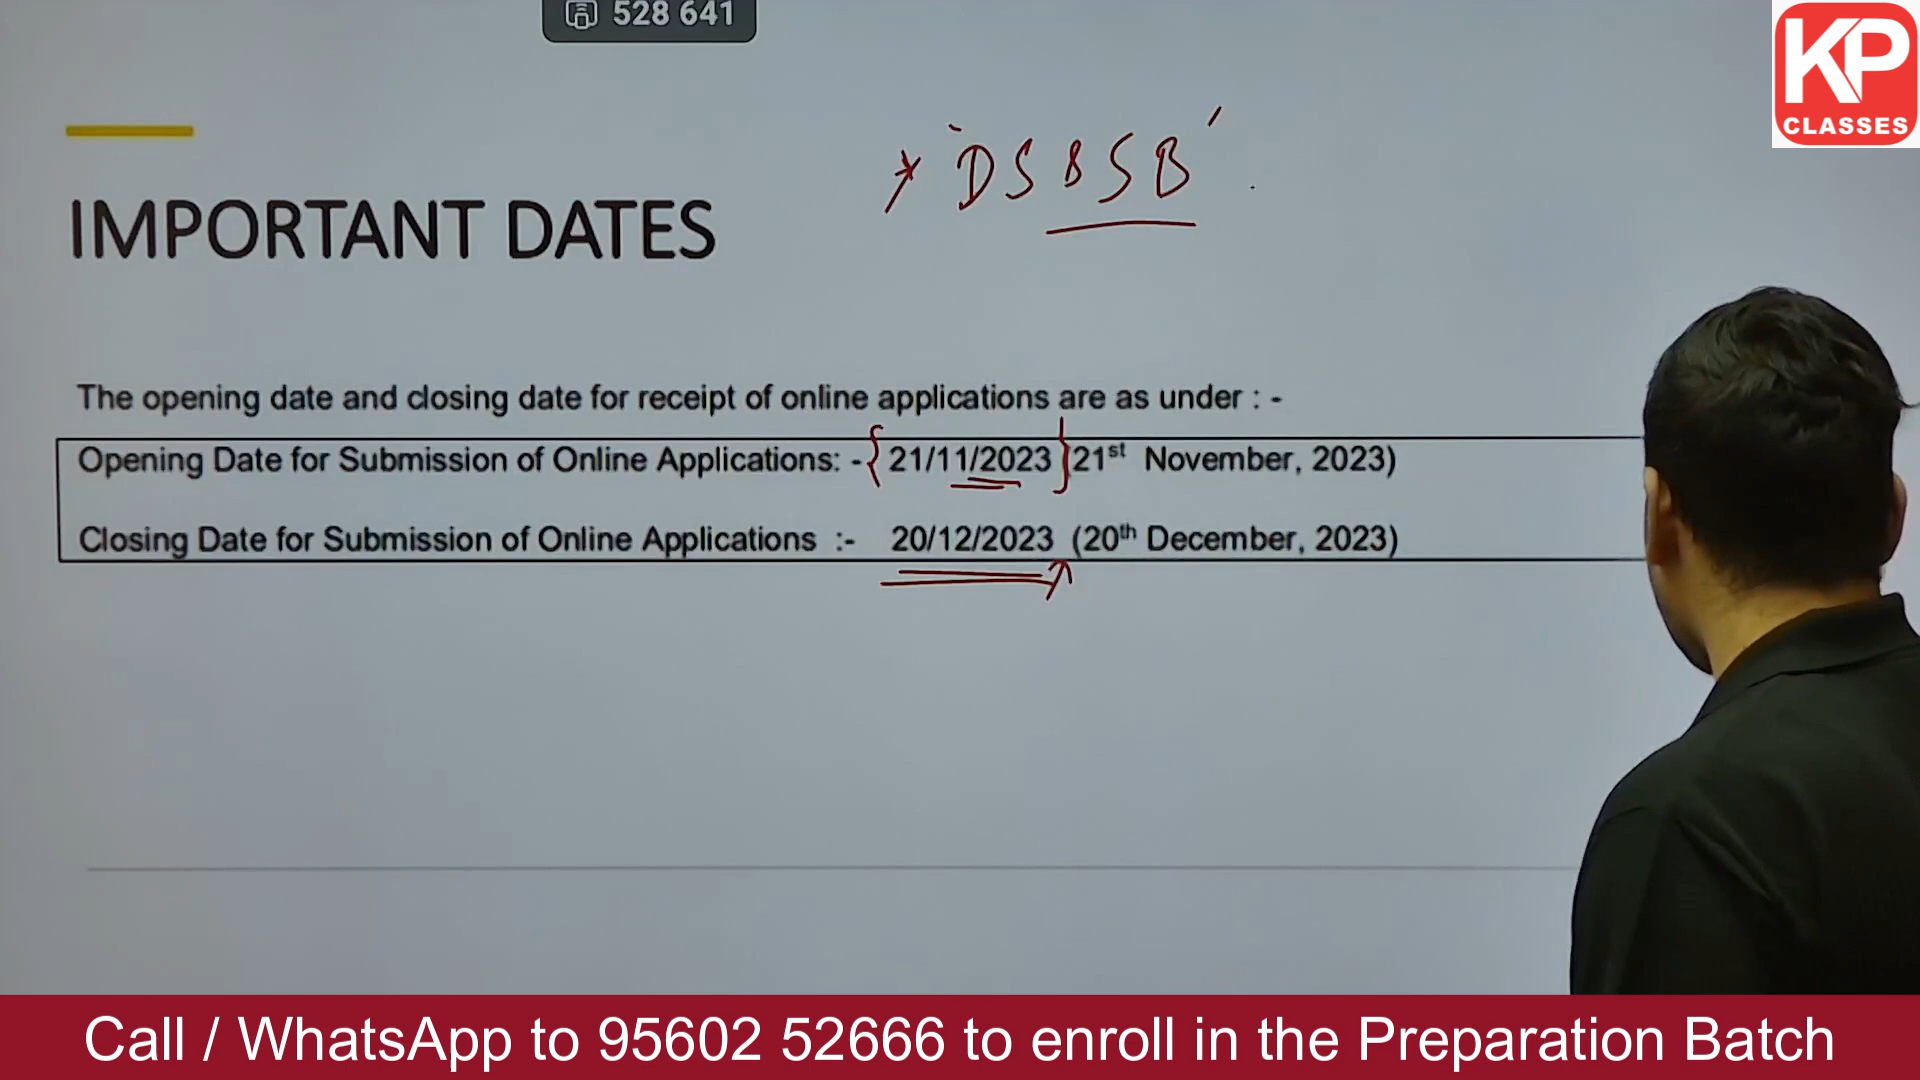 528 641
KP
CLASSES
DSSSB
IMPORTANT DATES
The opening date and closing date for receipt of online applications are as under : -
Opening Date for Submission of Online Applications: - {21/11/2023}21st November, 2023)
Closing Date for Submission of Online Applications :- 20/12/2023 (20th December, 2023)
Call / WhatsApp to 95602 52666 to enroll in the Preparation Batch